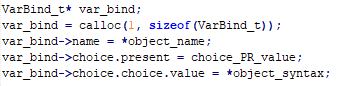 VarBind_t* var_bind;
var_bind = calloc(1, sizeof(VarBind_t));
var_bind->name = *object_name;
var_bind->choice.present = choice_PR_value;
var_bind->choice.choice.value = *object_syntax;